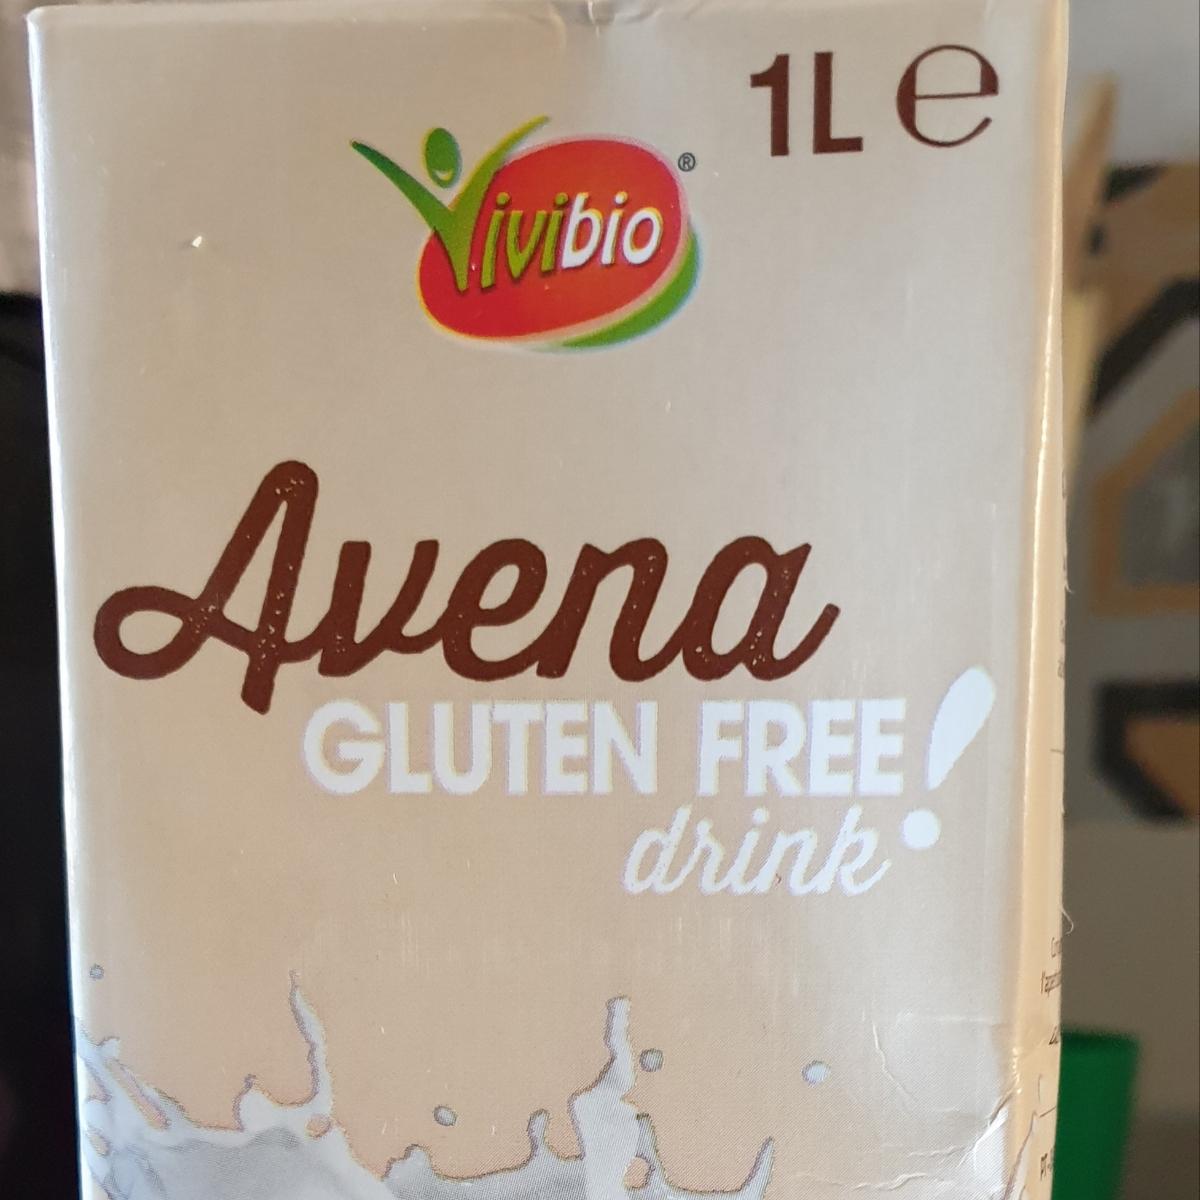 1L ℮
Vivibio ®
Avena
GLUTEN FREE!
drink